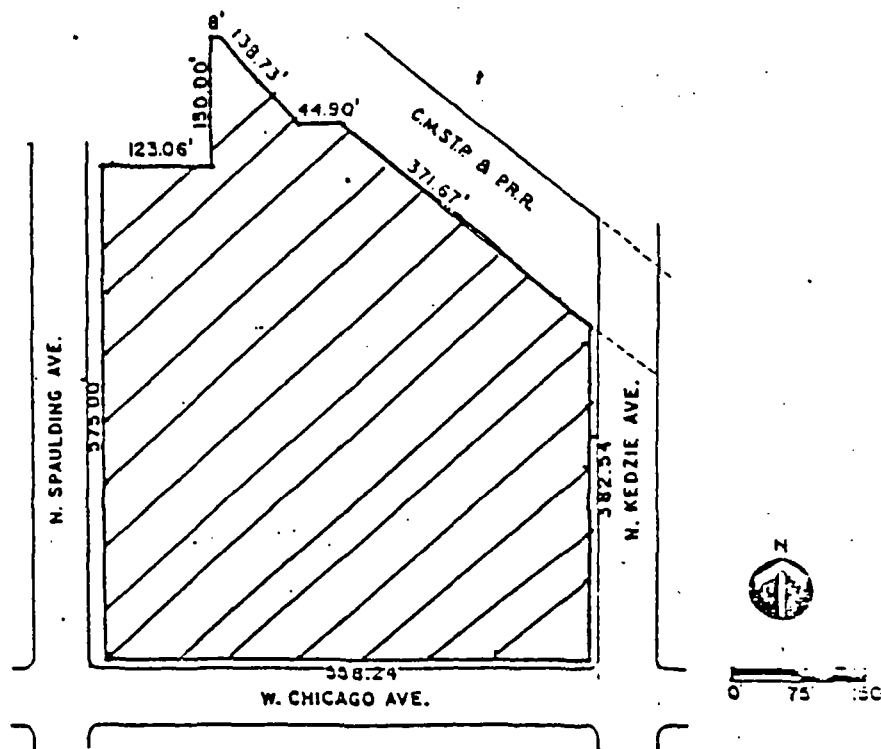 8'
138.73'
150.00'
44.90'
123.06'
C.M.ST.P. & P.R.R.
371.67'
N. SPAULDING AVE.
575.00
382.54
N. KEDZIE AVE.
N
558.24'
W. CHICAGO AVE.
0 75'